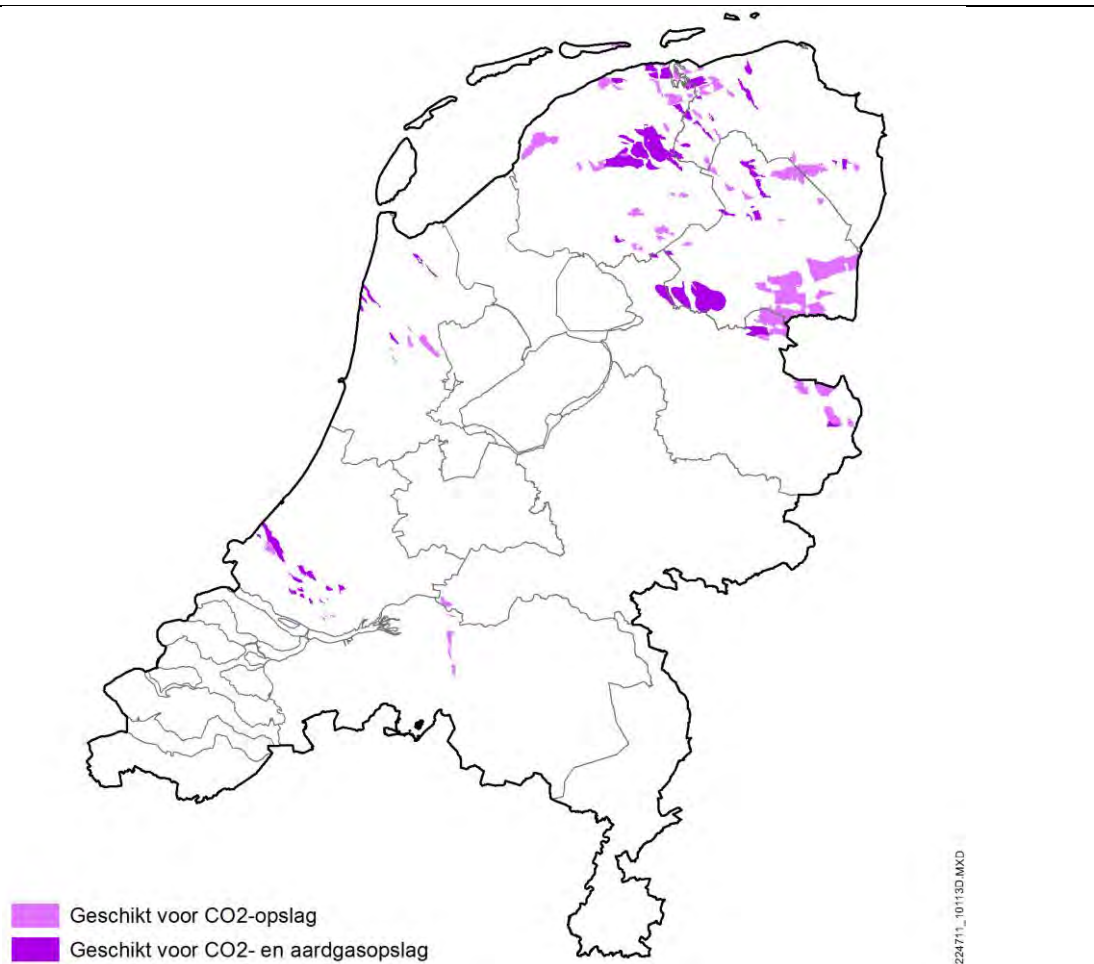 Geschikt voor CO2-opslag
Geschikt voor CO2- en aardgasopslag
224711_10113D.MXD